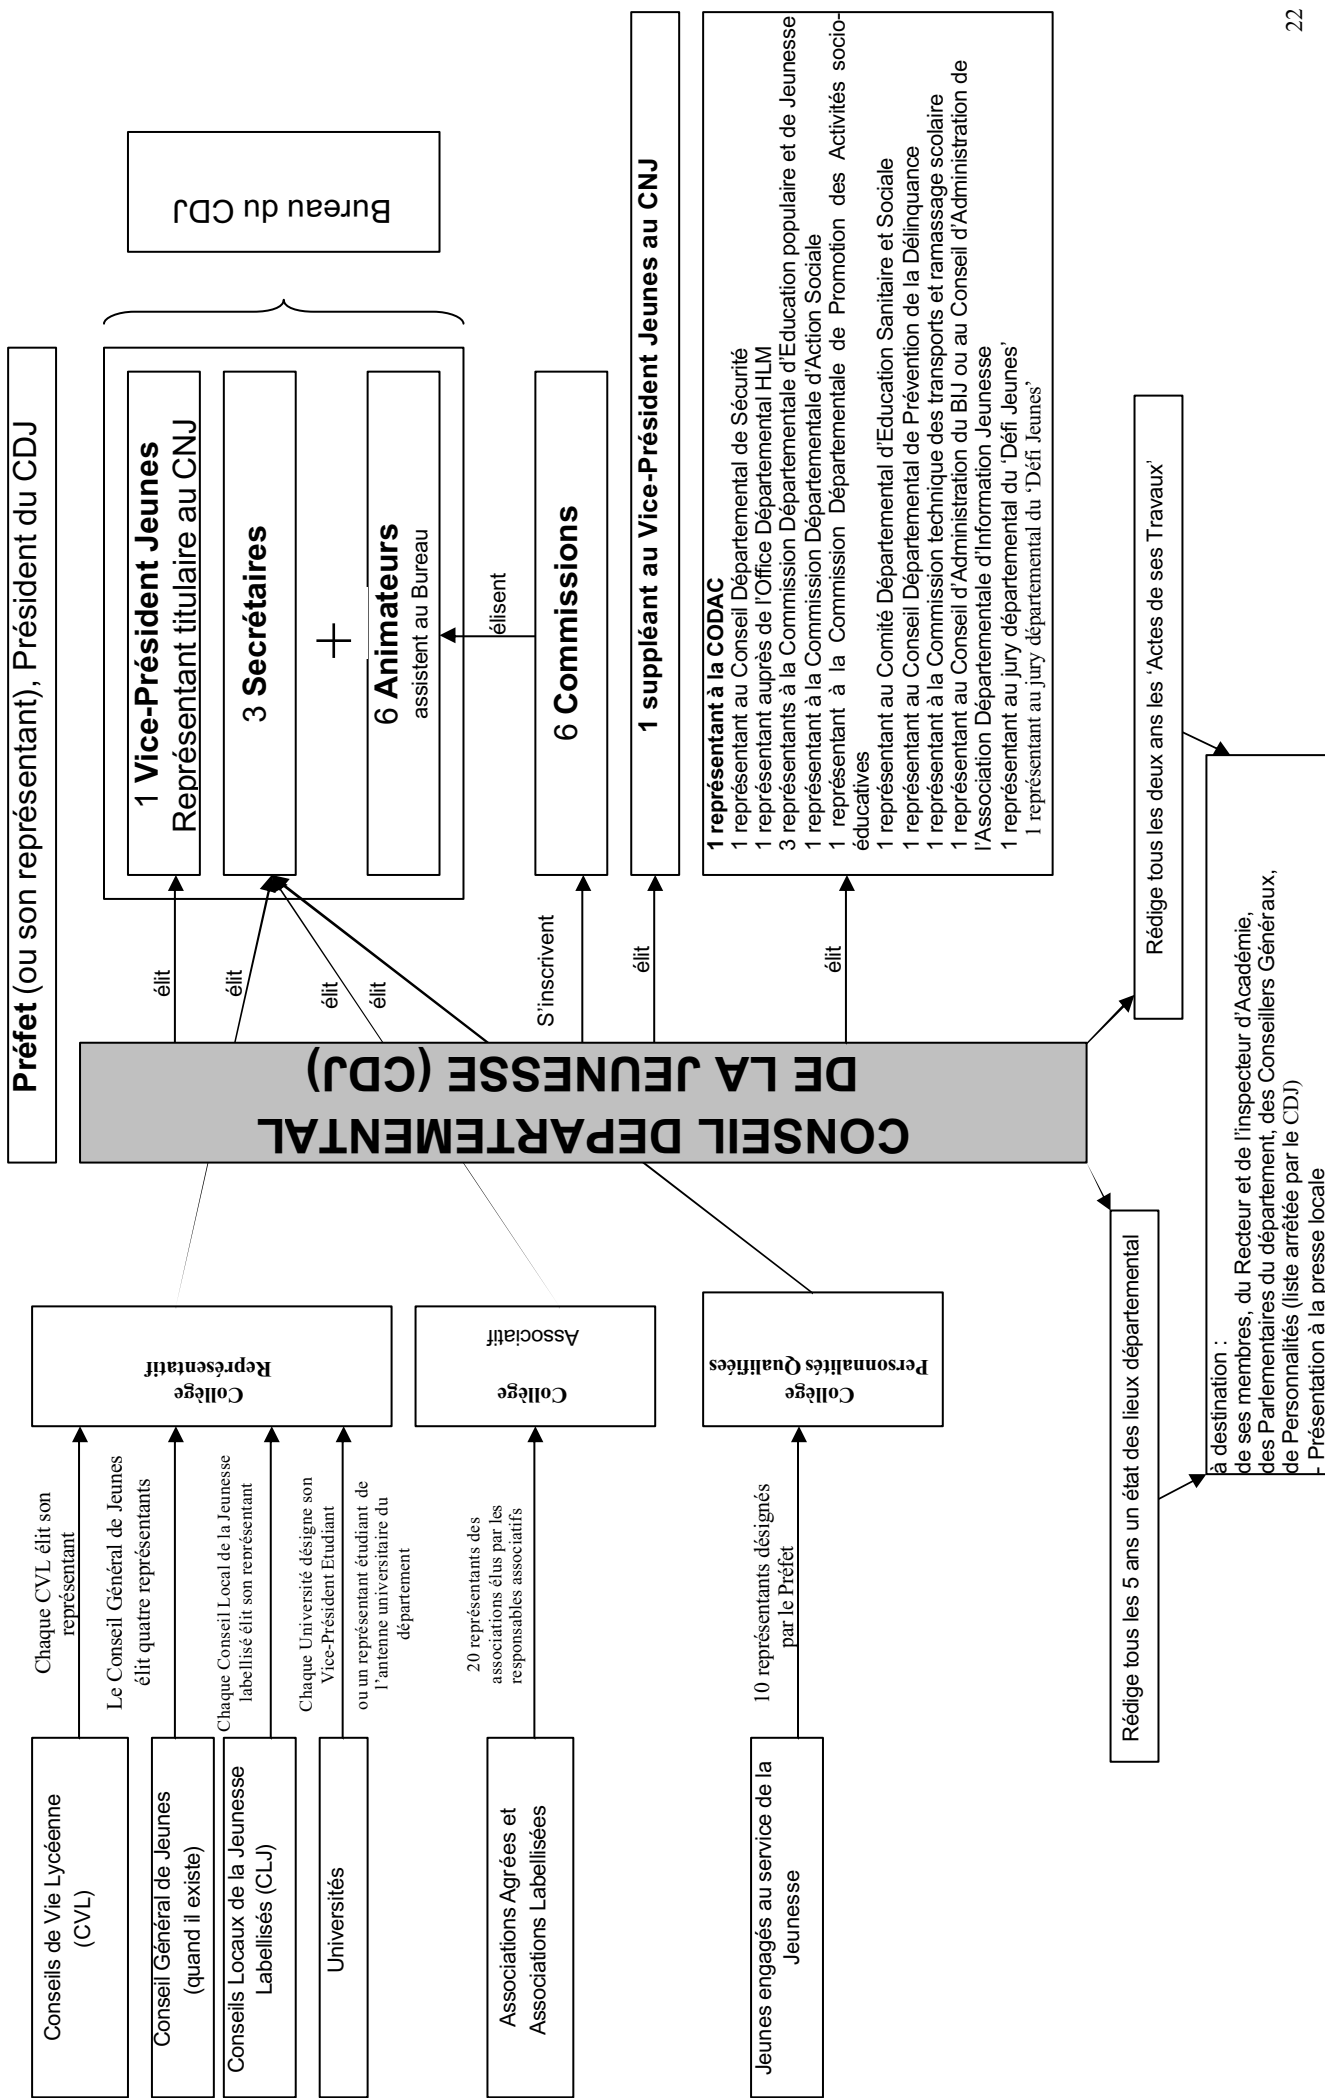 Préfet (ou son représentant), Président du CDJ
Conseils de Vie Lycéenne
(CVL)
Conseil Général de Jeunes
(quand il existe)
Conseils Locaux de la Jeunesse
Labellisés (CLJ)
Universités
Associations Agrées et
Associations Labellisées
Jeunes engagés au service de la
Jeunesse
Chaque CVL élit son
représentant
Le Conseil Général de Jeunes
élit quatre représentants
Chaque Conseil Local de la Jeunesse
labellisé élit son représentant
Chaque Université désigne son
Vice-Président Etudiant
ou un représentant étudiant de
l'antenne universitaire du
département
20 représentants des
associations élus par les
responsables associatifs
10 représentants désignés
par le Préfet
Collège
Représentatif
Collège
Associatif
Collège
Personnalités Qualifiées
CONSEIL DEPARTEMENTAL
DE LA JEUNESSE (CDJ)
élit
élit
élit
élit
S'inscrivent
élit
élit
1 Vice-Président Jeunes
Représentant titulaire au CNJ
3 Secrétaires
+
6 Animateurs
assistent au Bureau
élisent
Bureau du CDJ
6 Commissions
1 suppléant au Vice-Président Jeunes au CNJ
1 représentant à la CODAC
1 représentant au Conseil Départemental de Sécurité
1 représentant auprès de l'Office Départemental HLM
3 représentants à la Commission Départementale d'Education populaire et de Jeunesse
1 représentant à la Commission Départementale d'Action Sociale
1 représentant à la Commission Départementale de Promotion des Activités socio-
éducatives
1 représentant au Comité Départemental d'Education Sanitaire et Sociale
1 représentant au Conseil Départemental de Prévention de la Délinquance
1 représentant à la Commission technique des transports et ramassage scolaire
1 représentant au Conseil d'Administration du BIJ ou au Conseil d'Administration de
l'Association Départementale d'Information Jeunesse
1 représentant au jury départemental du 'Défi Jeunes'
1 représentant au jury départemental du 'Défi Jeunes'
Rédige tous les 5 ans un état des lieux départemental
Rédige tous les deux ans les 'Actes de ses Travaux'
à destination :
de ses membres, du Recteur et de l'inspecteur d'Académie,
des Parlementaires du département, des Conseillers Généraux,
de Personnalités (liste arrêtée par le CDJ)
- Présentation à la presse locale
22